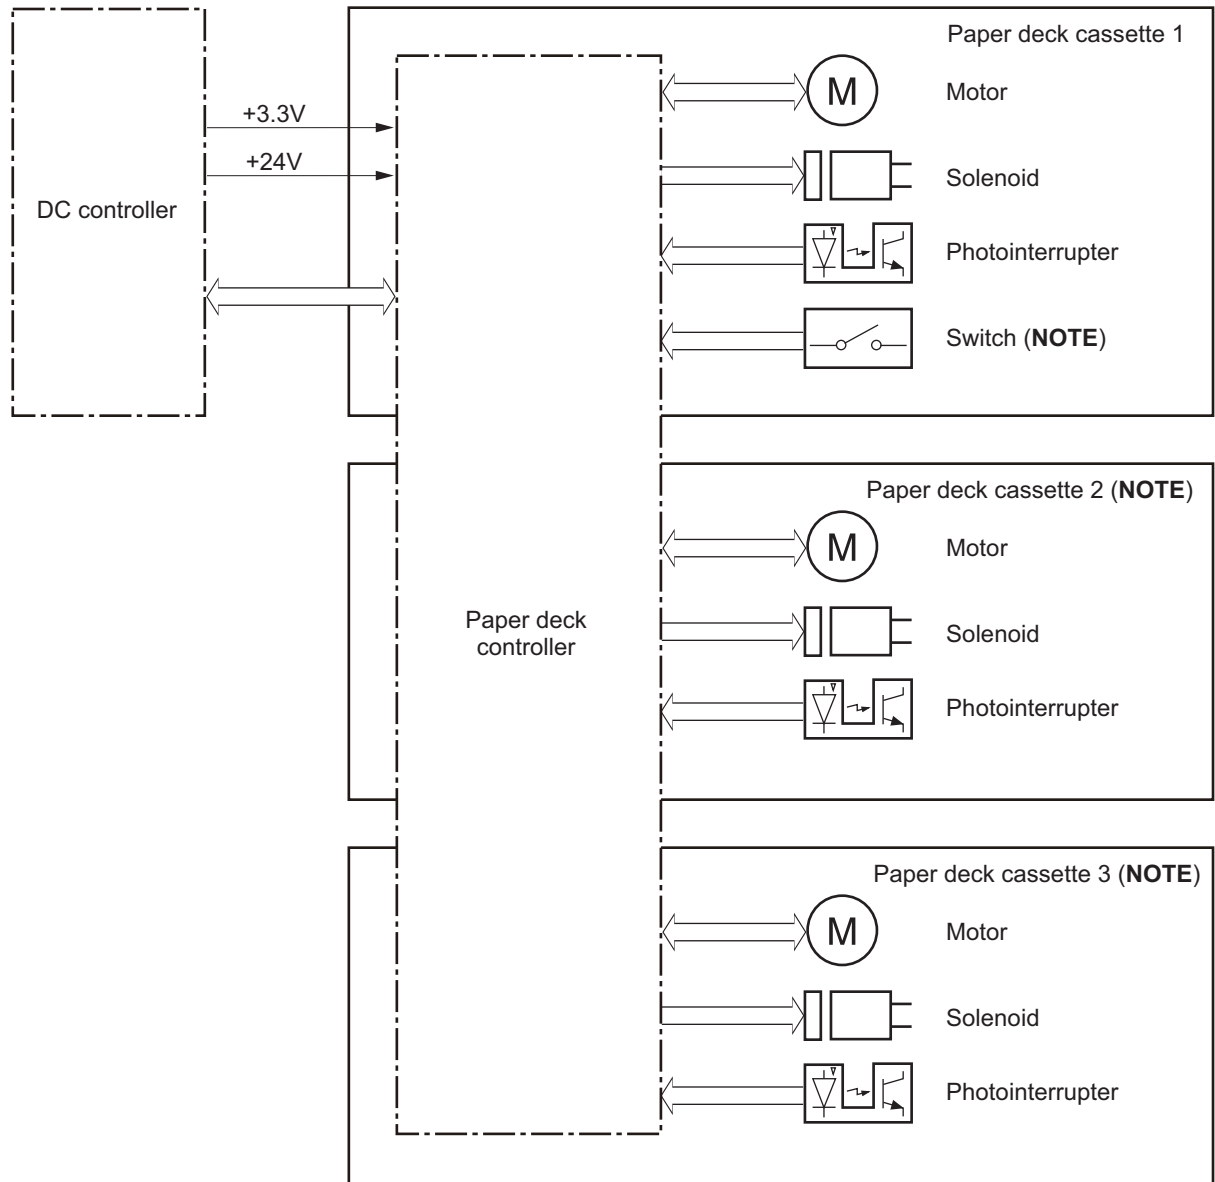 Paper deck cassette 1
M
Motor
+3.3V
+24V
Solenoid
DC controller
Photointerrupter
Switch (NOTE)
Paper deck cassette 2 (NOTE)
M
Motor
Paper deck
controller
Solenoid
Photointerrupter
Paper deck cassette 3 (NOTE)
M
Motor
Solenoid
Photointerrupter